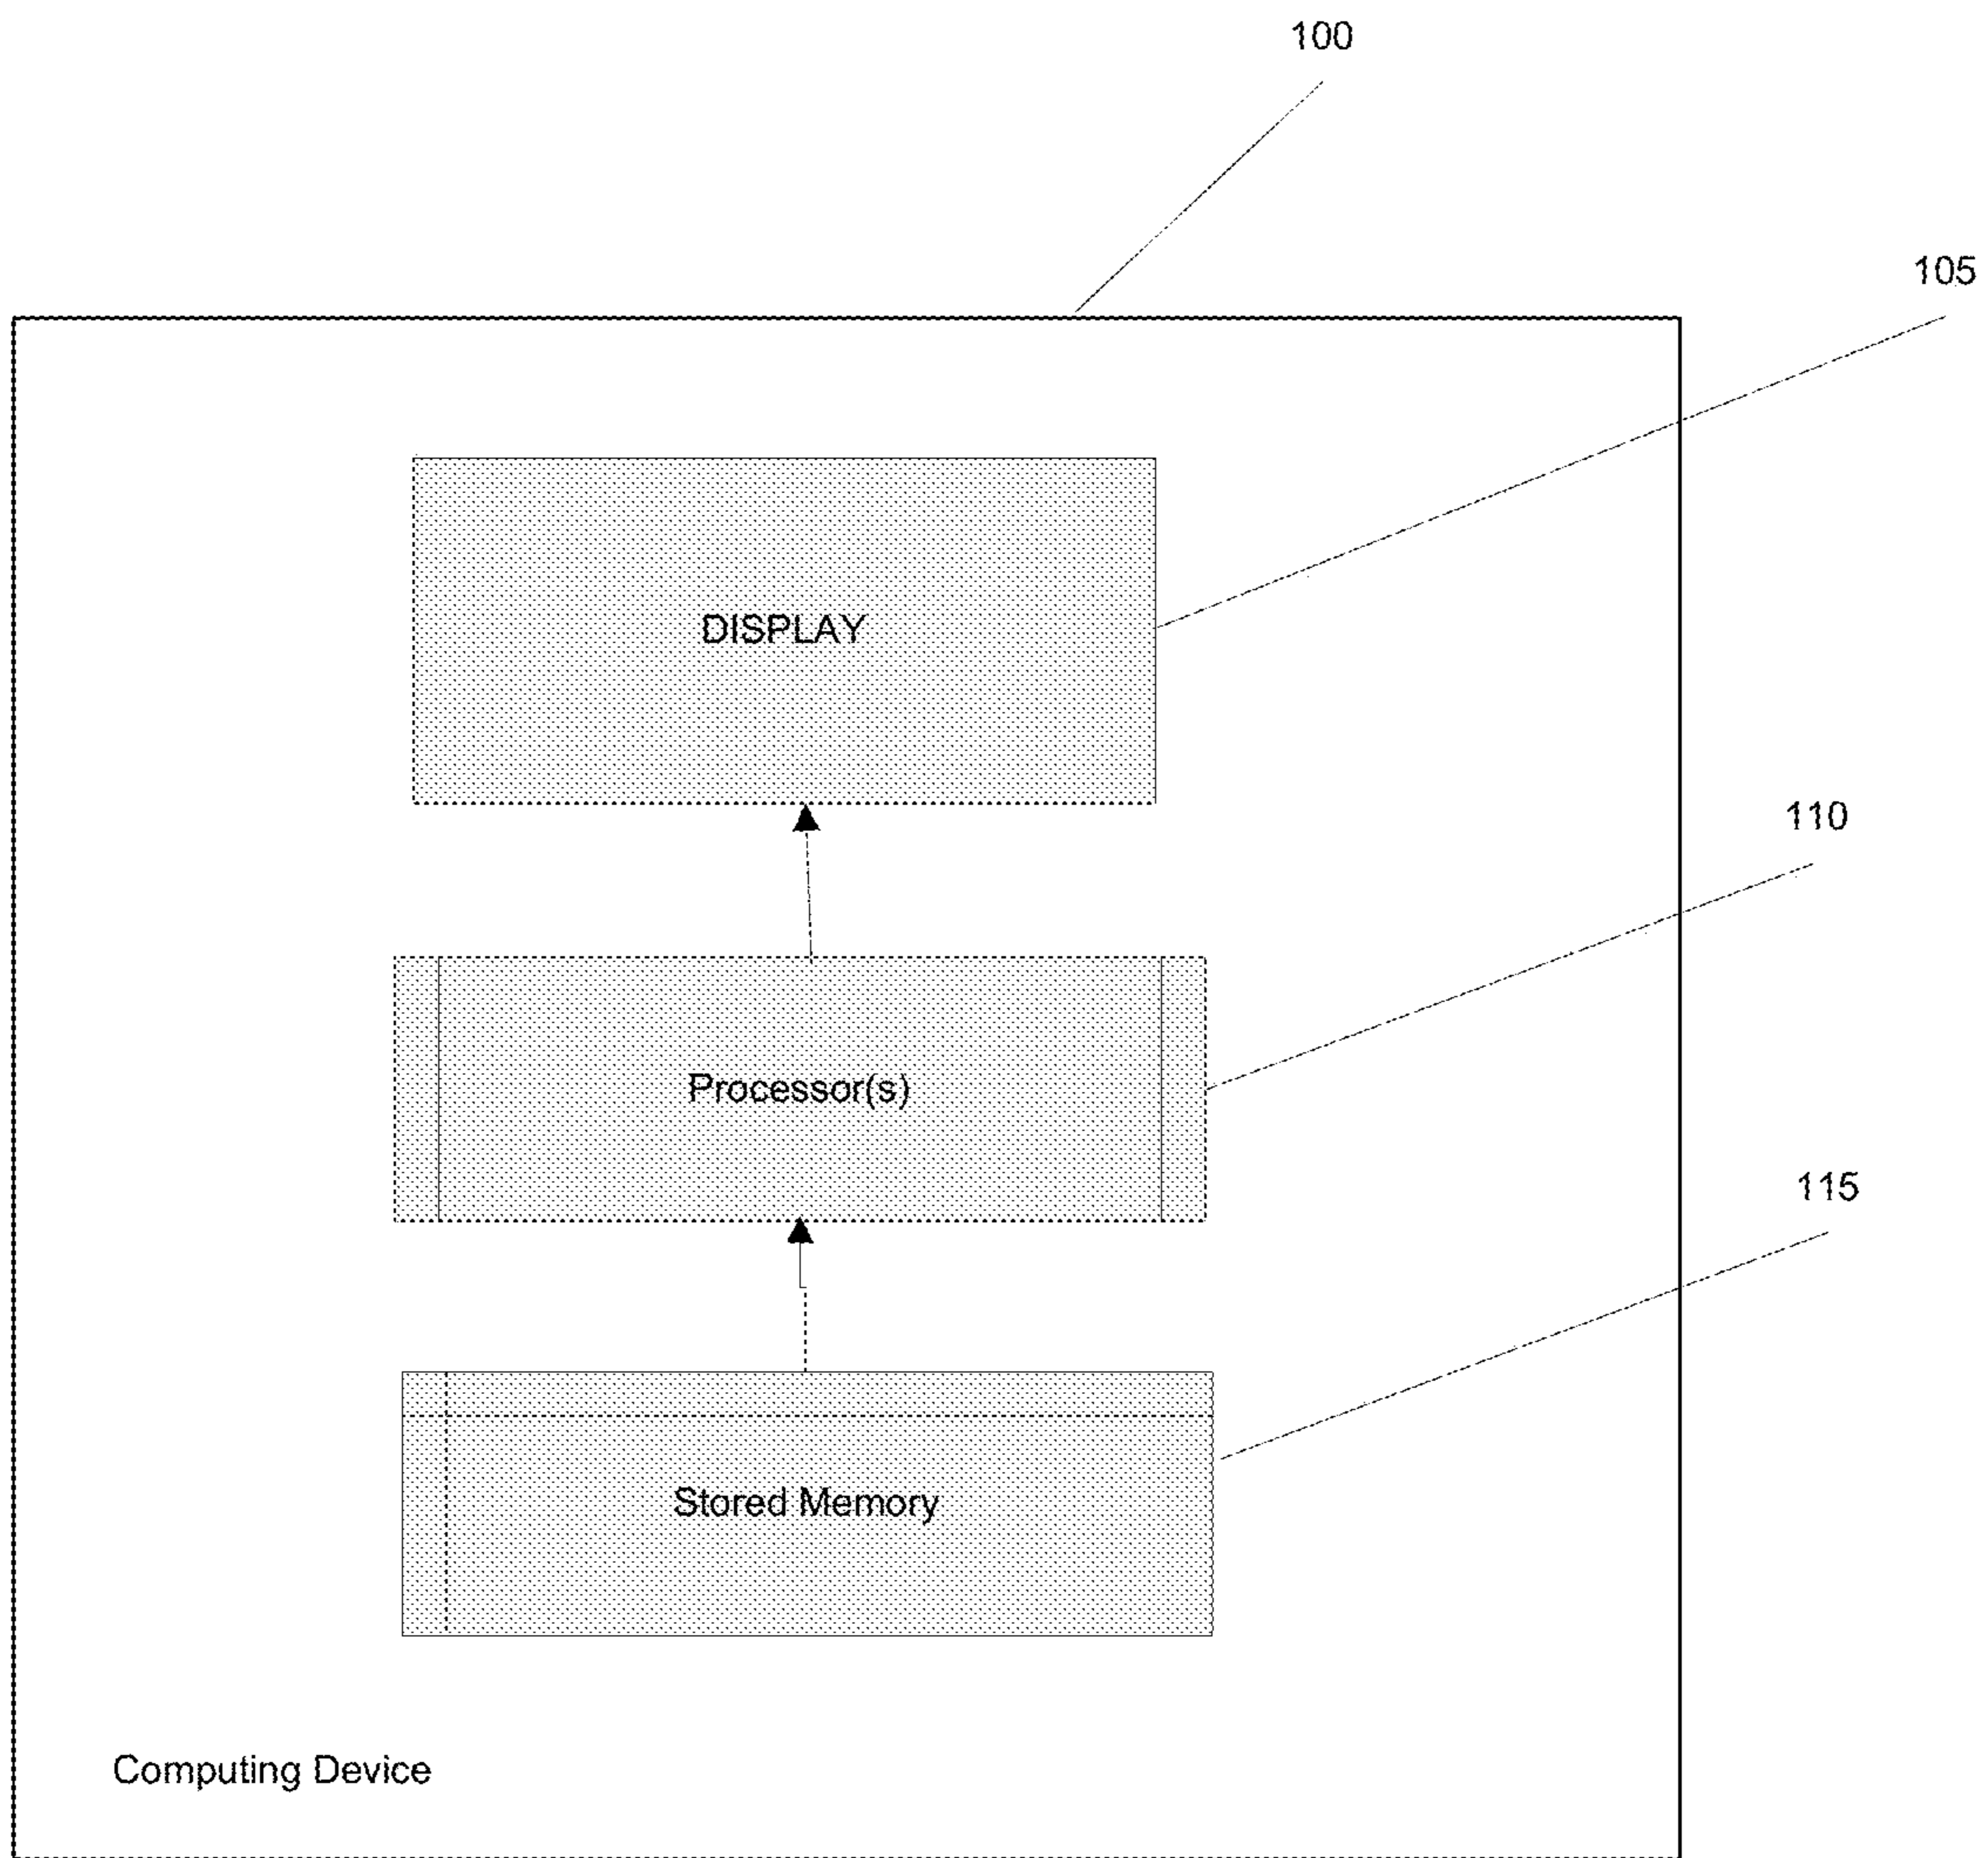 100
105
DISPLAY
110
Processor(s)
115
Stored Memory
Computing Device